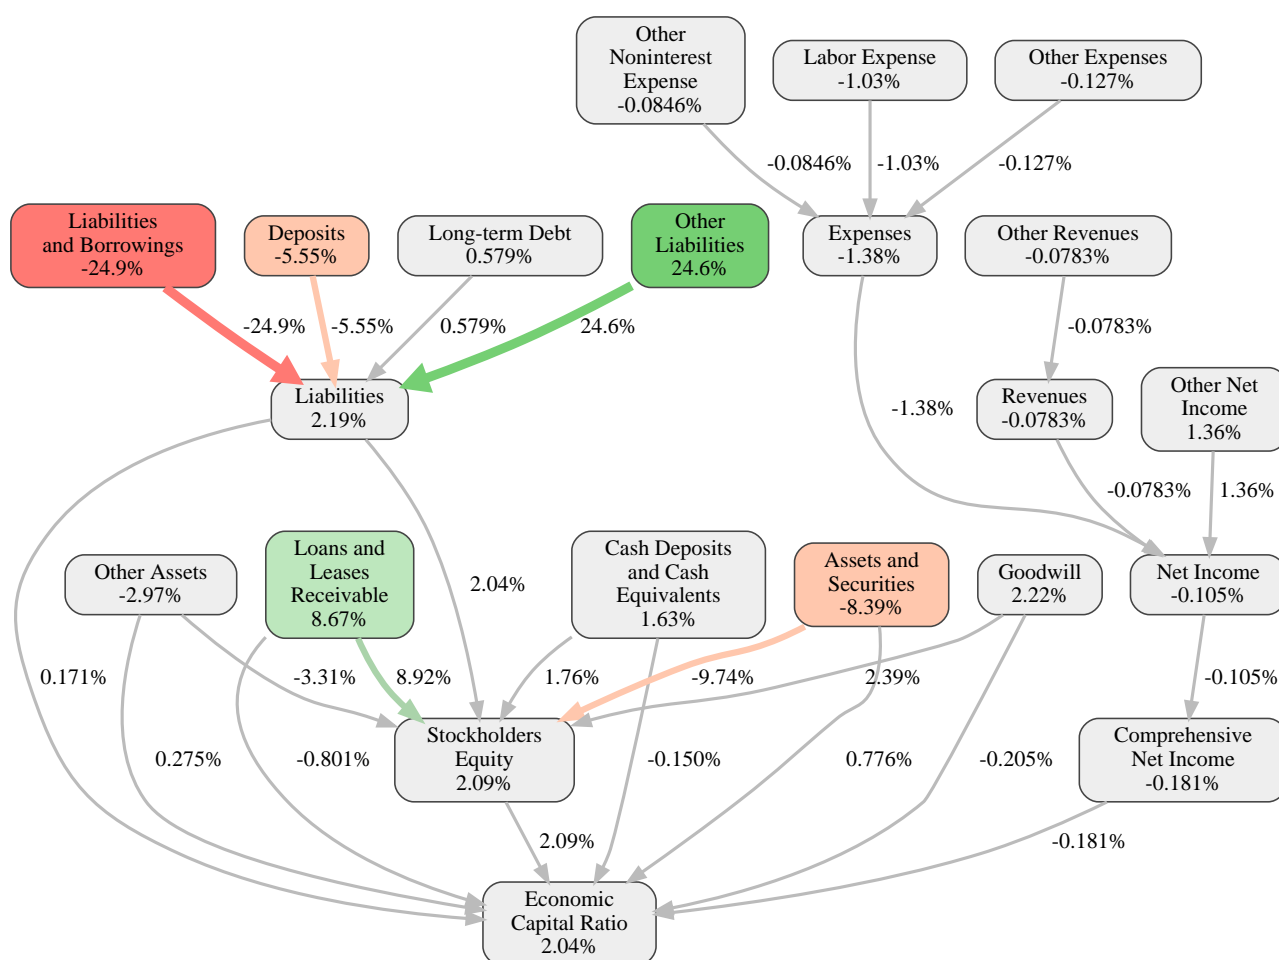 Other
Noninterest
Expense
-0.0846%
Labor Expense
-1.03%
Other Expenses
-0.127%
-0.0846%
-1.03%
-0.127%
Liabilities
and Borrowings
-24.9%
Deposits
-5.55%
Long-term Debt
0.579%
Other
Liabilities
24.6%
Expenses
-1.38%
Other Revenues
-0.0783%
-24.9%
-5.55%
0.579%
24.6%
-0.0783%
Liabilities
2.19%
-1.38%
Revenues
-0.0783%
Other Net
Income
1.36%
-0.0783%
1.36%
Other Assets
-2.97%
Loans and
Leases
Receivable
8.67%
2.04%
Cash Deposits
and Cash
Equivalents
1.63%
Assets and
Securities
-8.39%
Goodwill
2.22%
Net Income
-0.105%
0.171%
-3.31%
8.92%
1.76%
-9.74%
2.39%
-0.105%
0.275%
-0.801%
Stockholders
Equity
2.09%
-0.150%
0.776%
-0.205%
Comprehensive
Net Income
-0.181%
2.09%
-0.181%
Economic
Capital Ratio
2.04%